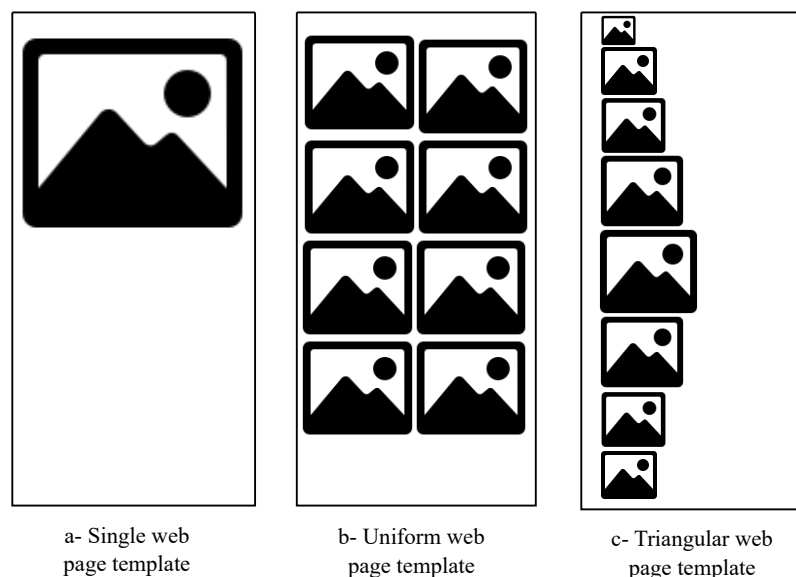 a- Single web
page template
b- Uniform web
page template
c- Triangular web
page template